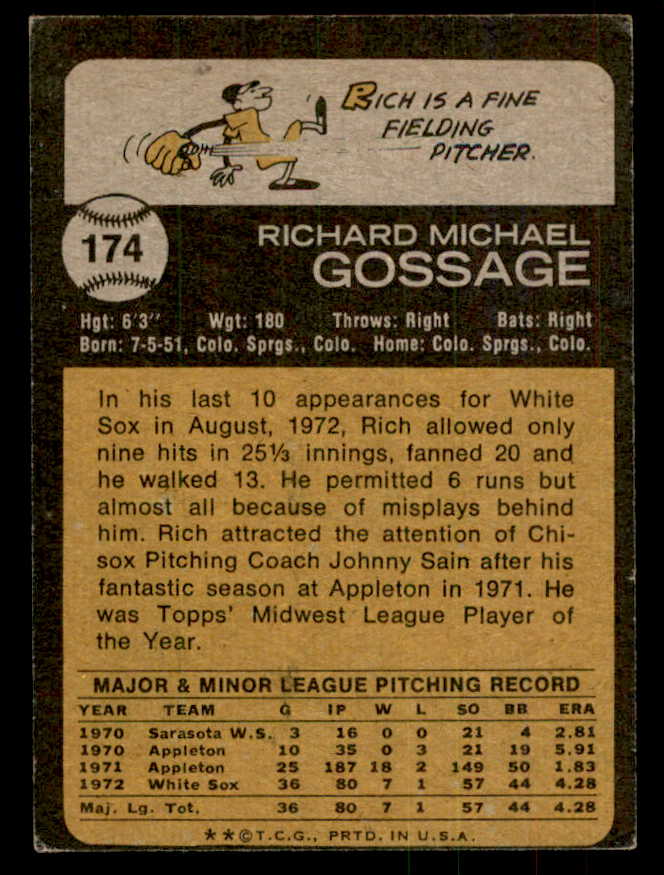 RICH IS A FINE
FIELDING
PITCHER.
174
RICHARD MICHAEL
GOSSAGE
Hgt: 6'3" Wgt: 180 Throws: Right Bats: Right
Born: 7-5-51, Colo. Sprgs., Colo. Home: Colo. Sprgs., Colo.
In his last 10 appearances for White
Sox in August, 1972, Rich allowed only
nine hits in 25⅓ innings, fanned 20 and
he walked 13. He permitted 6 runs but
almost all because of misplays behind
him. Rich attracted the attention of Chi-
sox Pitching Coach Johnny Sain after his
fantastic season at Appleton in 1971. He
was Topps' Midwest League Player of
the Year.
MAJOR & MINOR LEAGUE PITCHING RECORD
YEAR TEAM G IP W L SO BB ERA
1970 Sarasota W.S. 3 16 0 0 21 4 2.81
1970 Appleton 10 35 0 3 21 19 5.91
1971 Appleton 25 187 18 2 149 50 1.83
1972 White Sox 36 80 7 1 57 44 4.28
Maj. Lg. Tot. 36 80 7 1 57 44 4.28
**©T.C.G., PRTD. IN U.S.A.